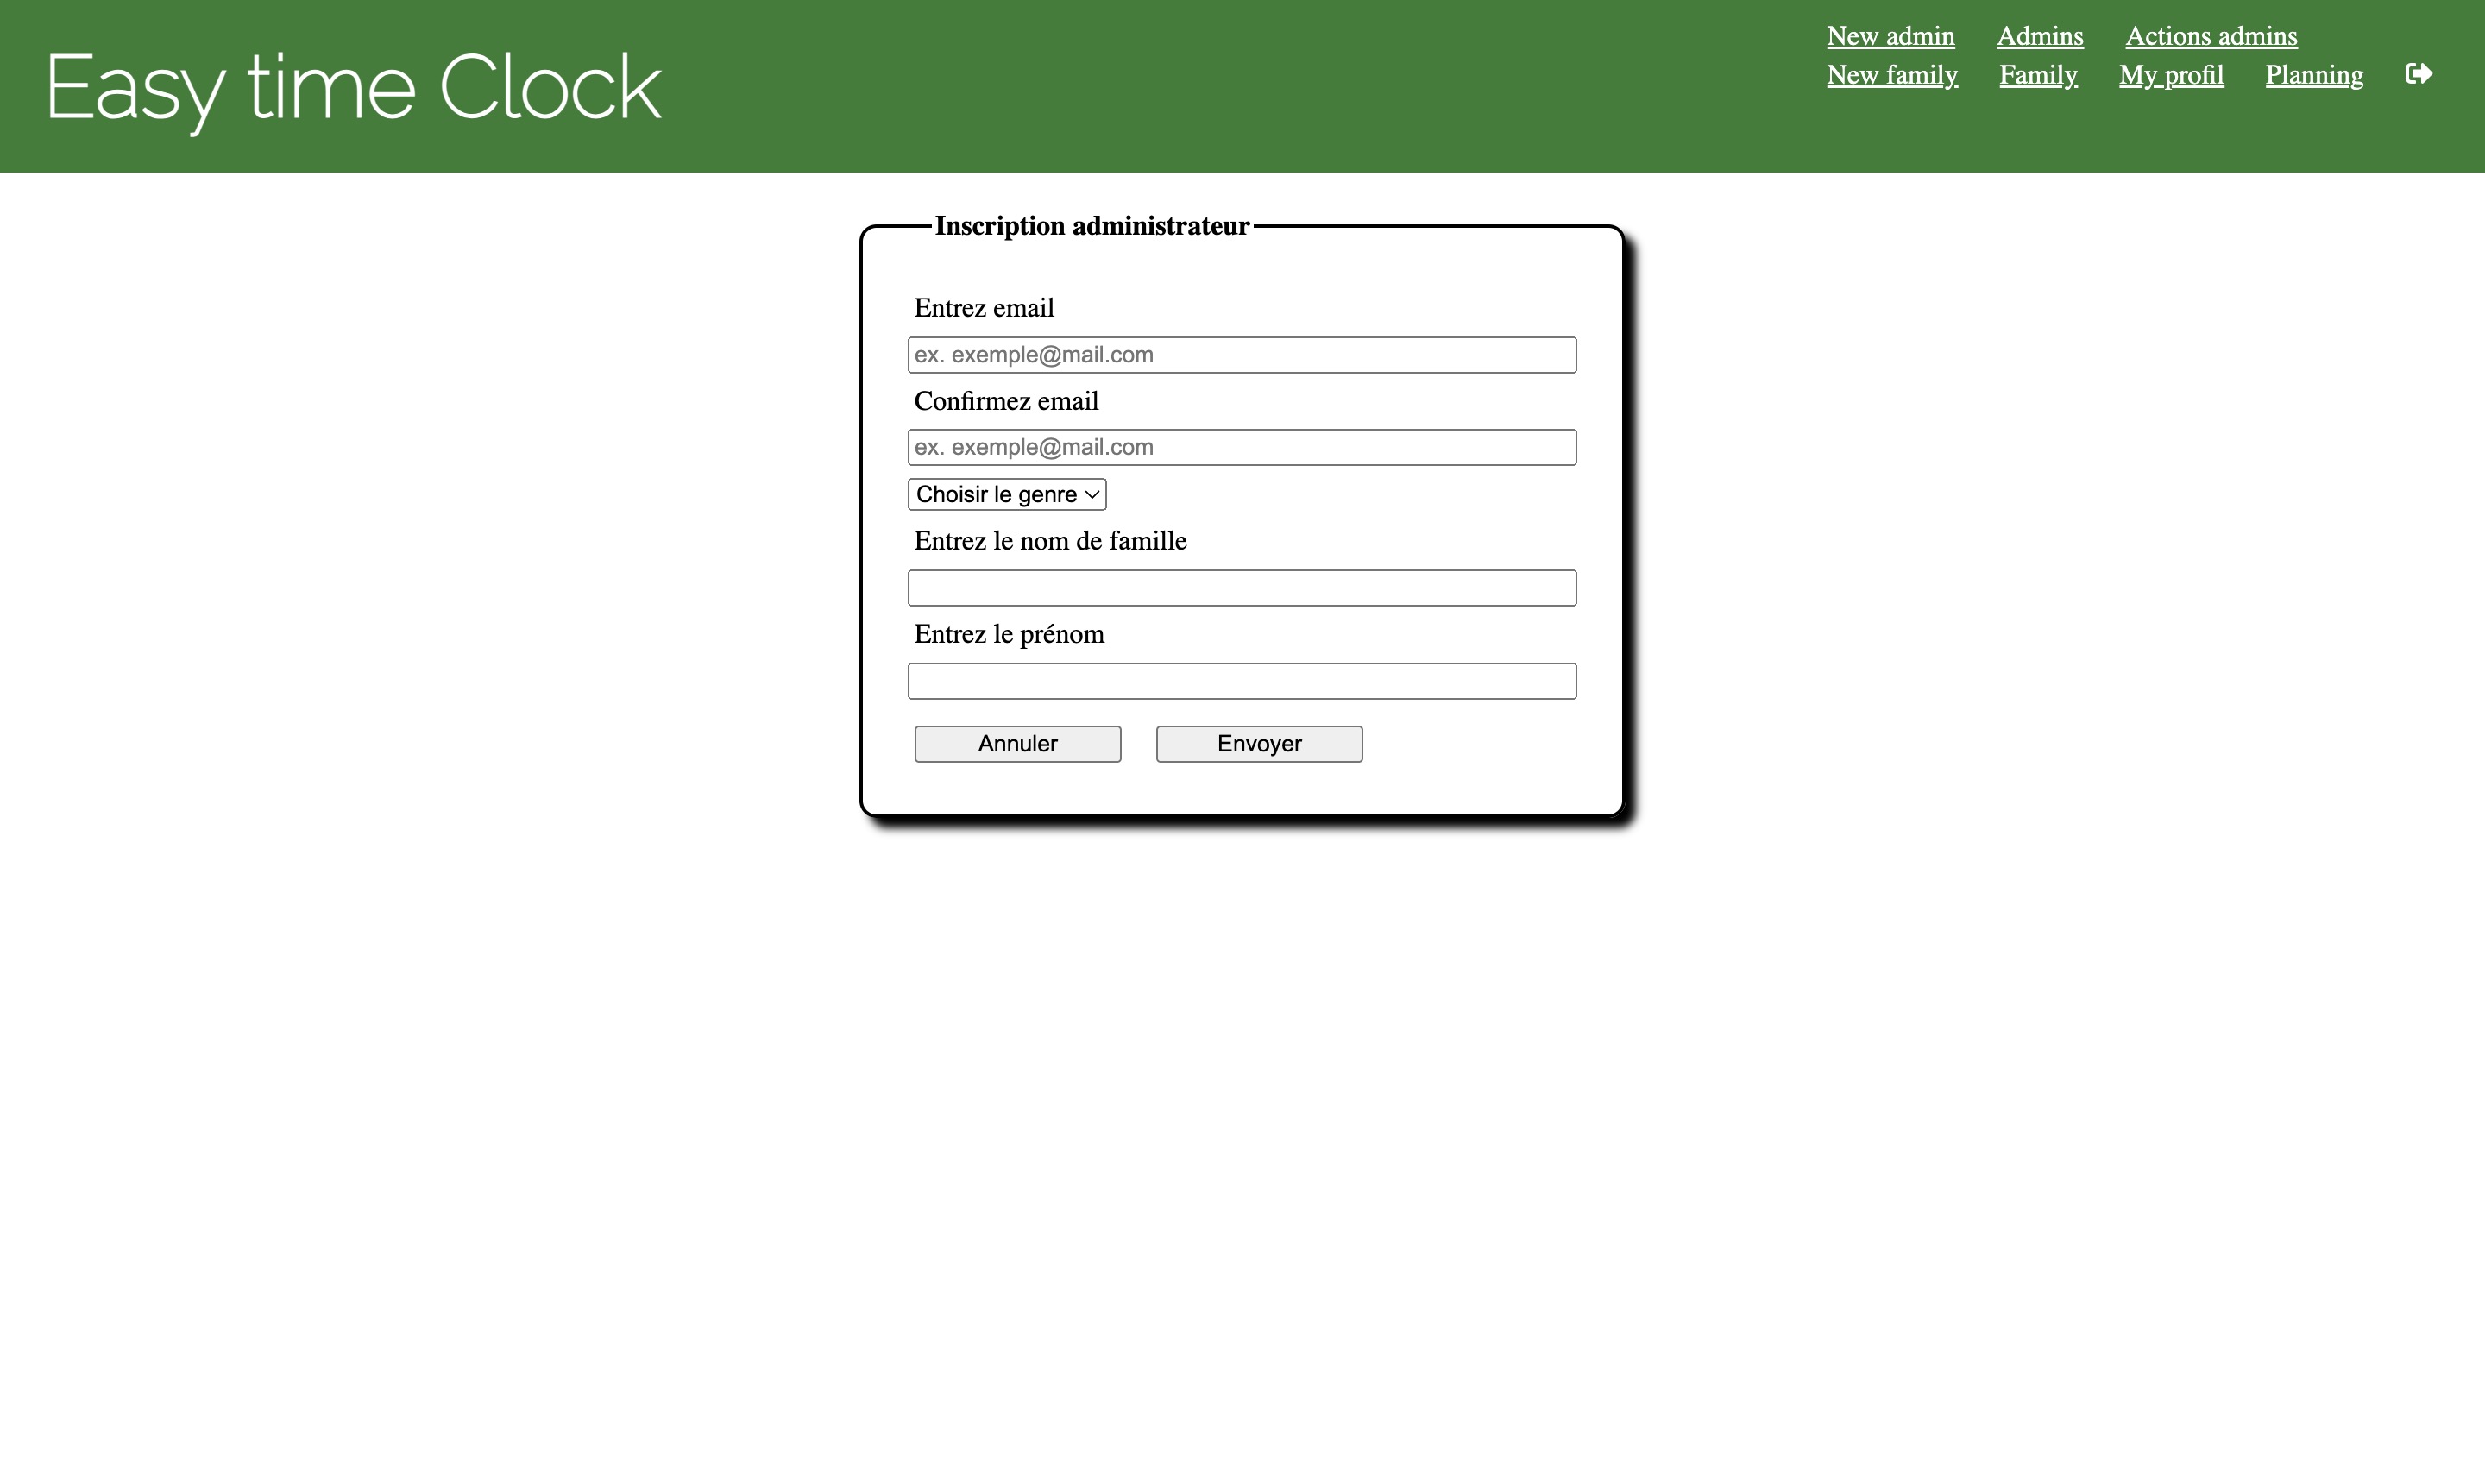 Easy time Clock
New admin Admins Actions admins
New family Family My profil Planning
Inscription administrateur
Entrez email
ex. exemple@mail.com
Confirmez email
ex. exemple@mail.com
Choisir le genre
Entrez le nom de famille
Entrez le prénom
Annuler Envoyer